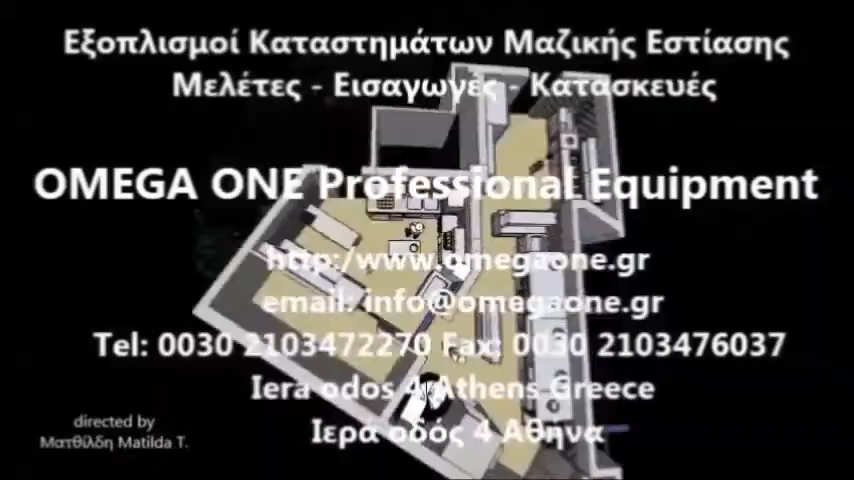 Εξοπλισμοί Καταστημάτων Μαζικής Εστίασης
Μελέτες - Εισαγωγές - Κατασκευές
OMEGA ONE Professional Equipment
http:/www.omegaone.gr
email: info@omegaone.gr
Tel: 0030 2103472270 Fax: 0030 2103476037
Iera odos 4 Athens Greece
Ιερα οδός 4 Αθήνα
directed by
Ματθίλδη Matilda T.